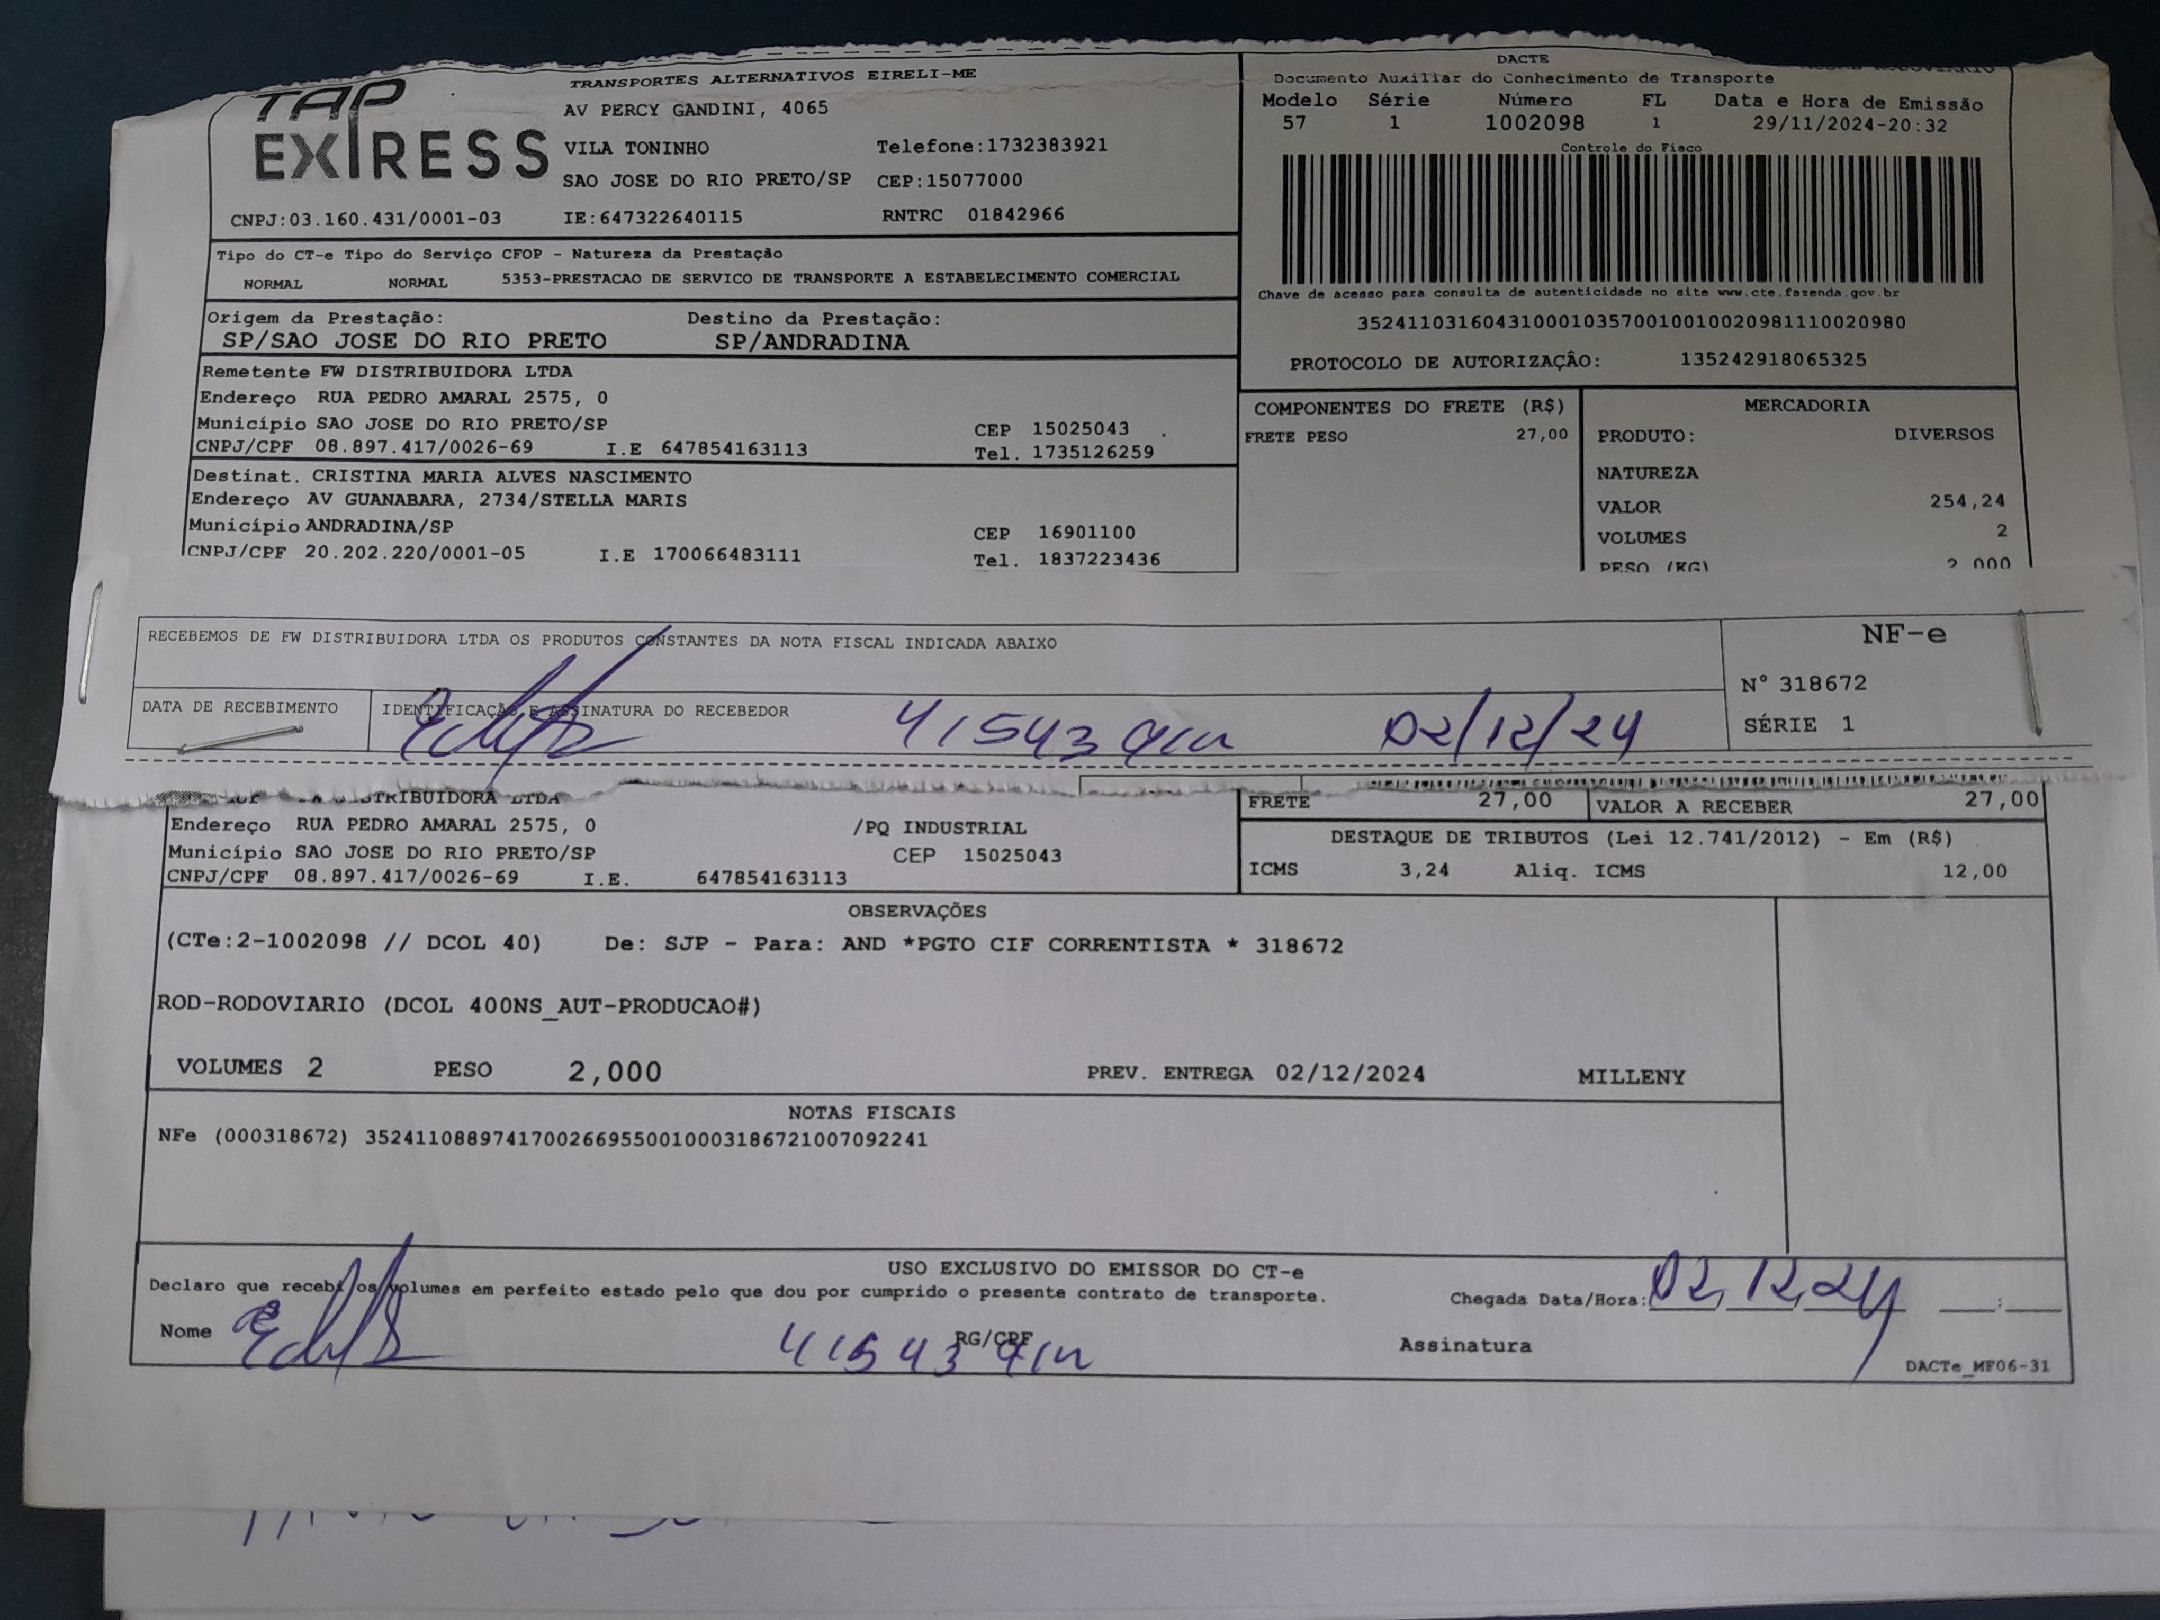 TAP EXPRESS
TRANSPORTES ALTERNATIVOS EIRELI-ME
AV PERCY GANDINI, 4065
VILA TONINHO Telefone:1732383921
SAO JOSE DO RIO PRETO/SP CEP:15077000
CNPJ:03.160.431/0001-03 IE:647322640115 RNTRC 01842966
DACTE
Documento Auxiliar do Conhecimento de Transporte
Modelo Série Número FL Data e Hora de Emissão
57 1 1002098 1 29/11/2024-20:32
Controle do Fisco
Chave de acesso para consulta de autenticidade no site www.cte.fazenda.gov.br
35241103160431000103570010010020981110020980
PROTOCOLO DE AUTORIZAÇÂO: 135242918065325
Tipo do CT-e Tipo do Serviço CFOP - Natureza da Prestação
NORMAL NORMAL 5353-PRESTACAO DE SERVICO DE TRANSPORTE A ESTABELECIMENTO COMERCIAL
Origem da Prestação: Destino da Prestação:
SP/SAO JOSE DO RIO PRETO SP/ANDRADINA
Remetente FW DISTRIBUIDORA LTDA
Endereço RUA PEDRO AMARAL 2575, 0
Município SAO JOSE DO RIO PRETO/SP CEP 15025043
CNPJ/CPF 08.897.417/0026-69 I.E 647854163113 Tel. 1735126259
Destinat. CRISTINA MARIA ALVES NASCIMENTO
Endereço AV GUANABARA, 2734/STELLA MARIS
Município ANDRADINA/SP CEP 16901100
CNPJ/CPF 20.202.220/0001-05 I.E 170066483111 Tel. 1837223436
COMPONENTES DO FRETE (R$)
FRETE PESO 27,00
MERCADORIA
PRODUTO: DIVERSOS
NATUREZA
VALOR 254,24
VOLUMES 2
PESO (KG) 2,000
RECEBEMOS DE FW DISTRIBUIDORA LTDA OS PRODUTOS CONSTANTES DA NOTA FISCAL INDICADA ABAIXO
NF-e
N° 318672
SÉRIE 1
DATA DE RECEBIMENTO IDENTIFICAÇÃO E ASSINATURA DO RECEBEDOR
02/12/24
DISTRIBUIDORA LTDA
Endereço RUA PEDRO AMARAL 2575, 0 /PQ INDUSTRIAL
Município SAO JOSE DO RIO PRETO/SP CEP 15025043
CNPJ/CPF 08.897.417/0026-69 I.E. 647854163113
FRETE 27,00 VALOR A RECEBER 27,00
DESTAQUE DE TRIBUTOS (Lei 12.741/2012) - Em (R$)
ICMS 3,24 Aliq. ICMS 12,00
OBSERVAÇÕES
(CTe:2-1002098 // DCOL 40) De: SJP - Para: AND *PGTO CIF CORRENTISTA * 318672
ROD-RODOVIARIO (DCOL 400NS_AUT-PRODUCAO#)
VOLUMES 2 PESO 2,000 PREV. ENTREGA 02/12/2024 MILLENY
NOTAS FISCAIS
NFe (000318672) 35241108897417002669550010003186721007092241
USO EXCLUSIVO DO EMISSOR DO CT-e
Declaro que recebi os volumes em perfeito estado pelo que dou por cumprido o presente contrato de transporte.
Chegada Data/Hora: 02 12 24
Nome RG/CPF Assinatura
DACTe_MF06-31